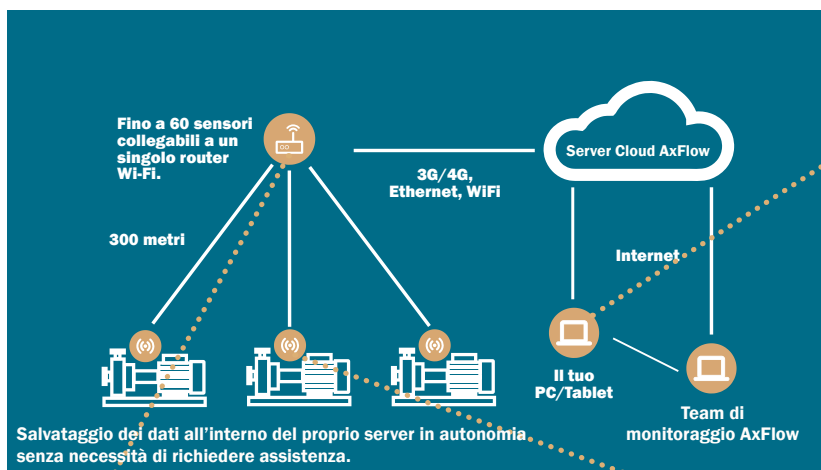 Fino a 60 sensori
collegabili a un
singolo router
Wi-Fi.
Server Cloud AxFlow
3G/4G,
Ethernet, WiFi
300 metri
Internet
Il tuo
PC/Tablet
Team di
monitoraggio AxFlow
Salvataggio dei dati all’interno del proprio server in autonomia
senza necessità di richiedere assistenza.